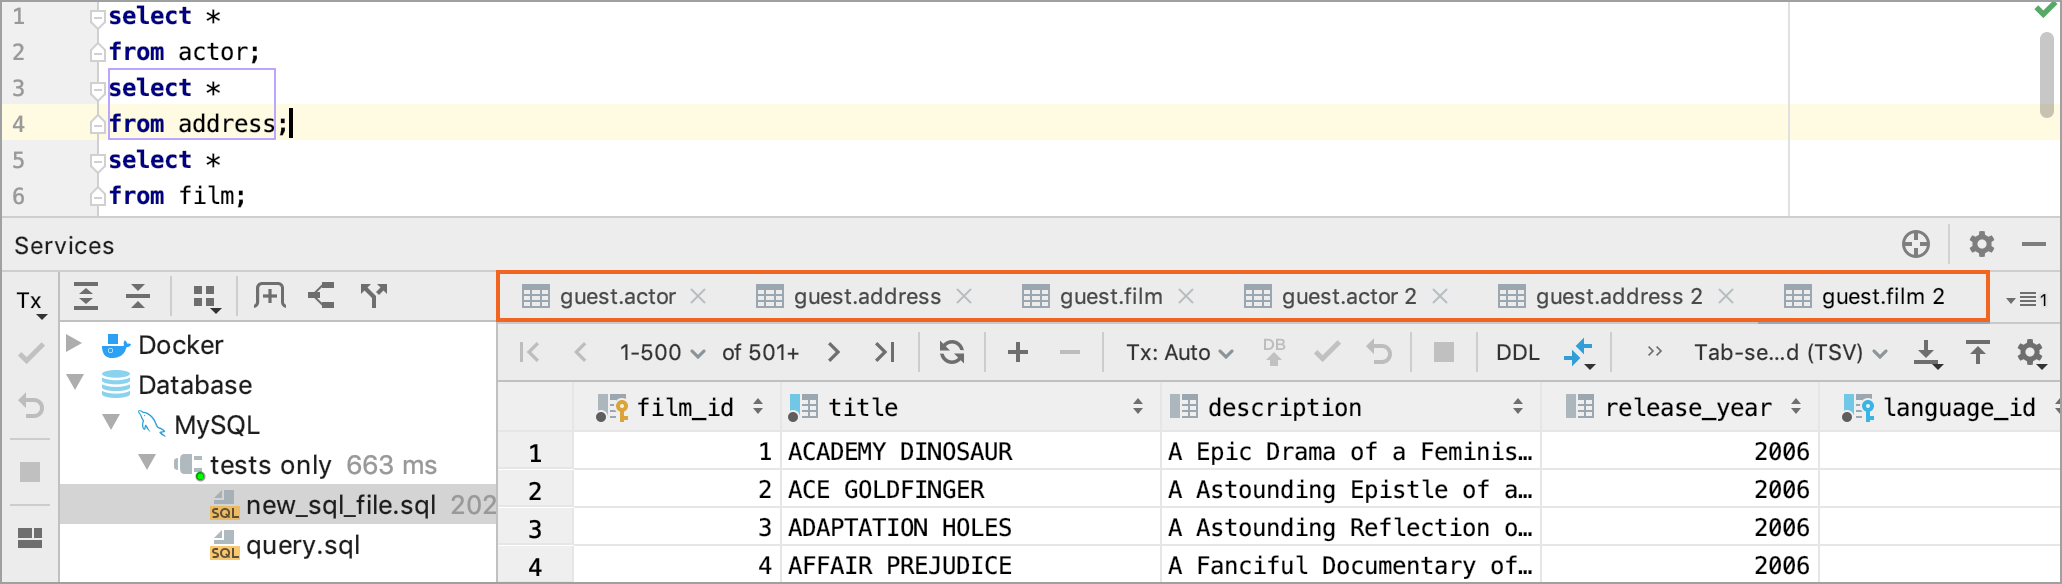 1 select *
2 from actor;
3 select *
4 from address;
5 select *
6 from film;
Services
Tx
guest.actor guest.address guest.film guest.actor 2 guest.address 2 guest.film 2 1
1-500 of 501+ Tx: Auto DB DDL >> Tab-se...d (TSV)
Docker
Database
MySQL
tests only 663 ms
SQL new_sql_file.sql 202
SQL query.sql
film_id title description release_year language_id
1 1 ACADEMY DINOSAUR A Epic Drama of a Feminis… 2006
2 2 ACE GOLDFINGER A Astounding Epistle of a… 2006
3 3 ADAPTATION HOLES A Astounding Reflection o… 2006
4 4 AFFAIR PREJUDICE A Fanciful Documentary of… 2006